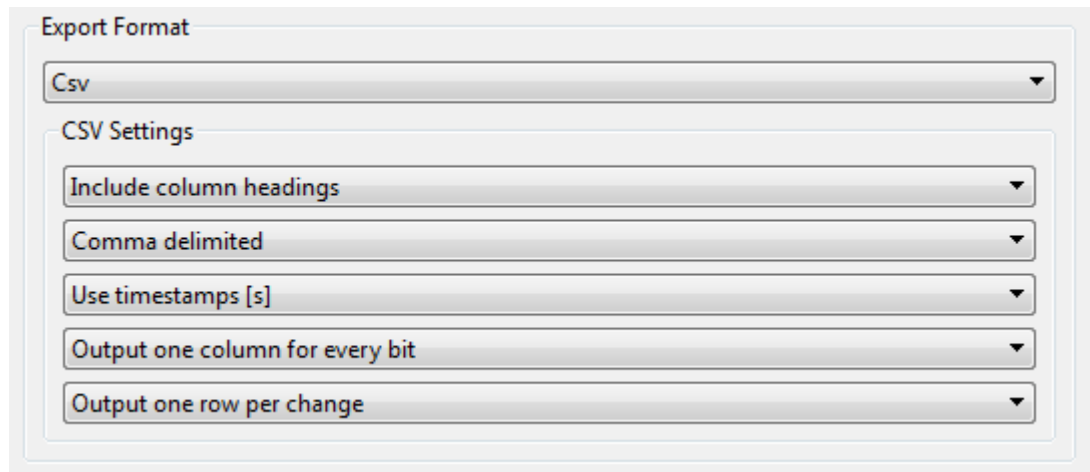 Export Format
Csv
CSV Settings
Include column headings
Comma delimited
Use timestamps [s]
Output one column for every bit
Output one row per change